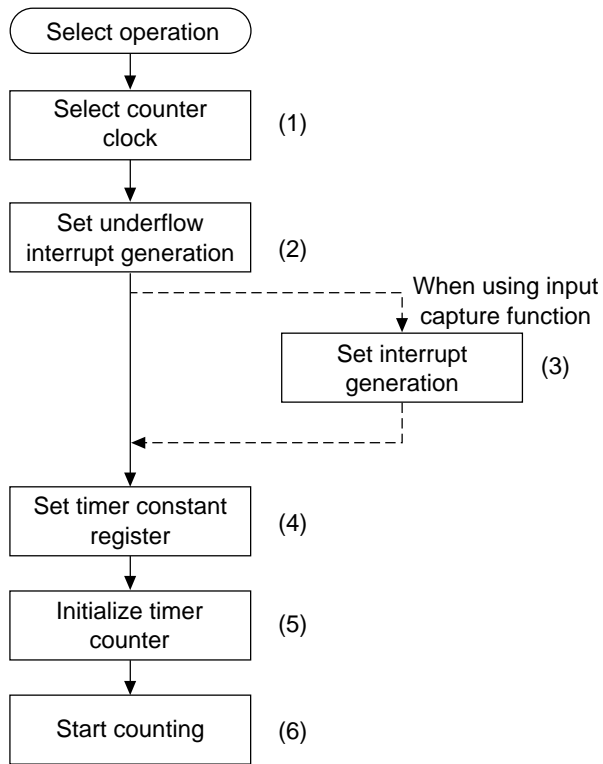 Select operation
Select counter
clock
(1)
Set underflow
interrupt generation
(2)
When using input
capture function
Set interrupt
generation
(3)
Set timer constant
register
(4)
Initialize timer
counter
(5)
Start counting
(6)